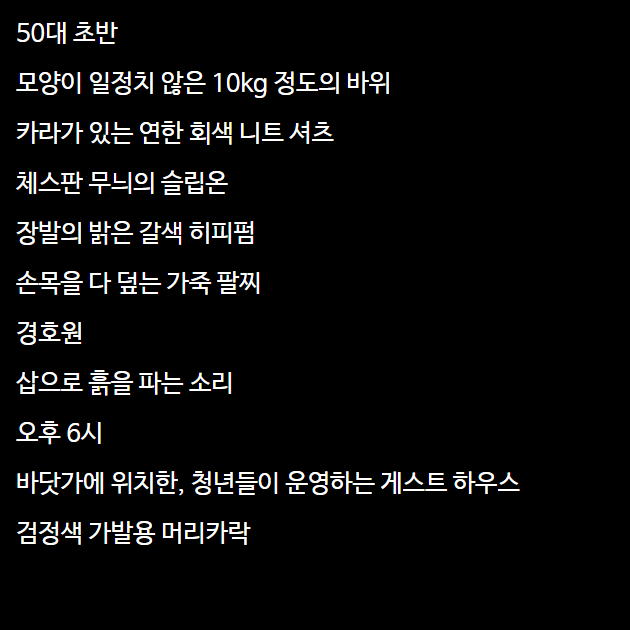 50대 초반
모양이 일정치 않은 10kg 정도의 바위
카라가 있는 연한 회색 니트 셔츠
체스판 무늬의 슬립온
장발의 밝은 갈색 히피펌
손목을 다 덮는 가죽 팔찌
경호원
삽으로 흙을 파는 소리
오후 6시
바닷가에 위치한, 청년들이 운영하는 게스트 하우스
검정색 가발용 머리카락